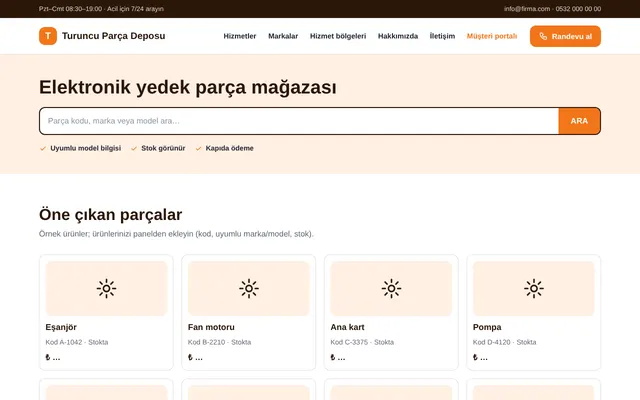 Pzt–Cmt 08:30–19:00 · Acil için 7/24 arayın
info@firma.com · 0532 000 00 00
T Turuncu Parça Deposu
Hizmetler Markalar Hizmet bölgeleri Hakkımızda İletişim Müşteri portalı Randevu al
Elektronik yedek parça mağazası
Parça kodu, marka veya model ara…
ARA
Uyumlu model bilgisi Stok görünür Kapıda ödeme
Öne çıkan parçalar
Örnek ürünler; ürünlerinizi panelden ekleyin (kod, uyumlu marka/model, stok).
Eşanjör
Kod A-1042 · Stokta
₺ …
Fan motoru
Kod B-2210 · Stokta
₺ …
Ana kart
Kod C-3375 · Stokta
₺ …
Pompa
Kod D-4120 · Stokta
₺ …